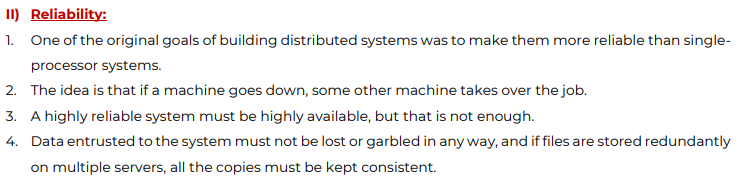 II) Reliability:
1. One of the original goals of building distributed systems was to make them more reliable than single-
processor systems.
2. The idea is that if a machine goes down, some other machine takes over the job.
3. A highly reliable system must be highly available, but that is not enough.
4. Data entrusted to the system must not be lost or garbled in any way, and if files are stored redundantly
on multiple servers, all the copies must be kept consistent.